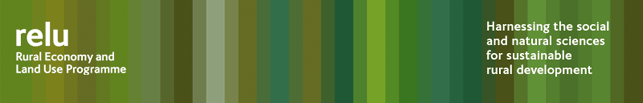 relu
Rural Economy and
Land Use Programme
Harnessing the social
and natural sciences
for sustainable
rural development